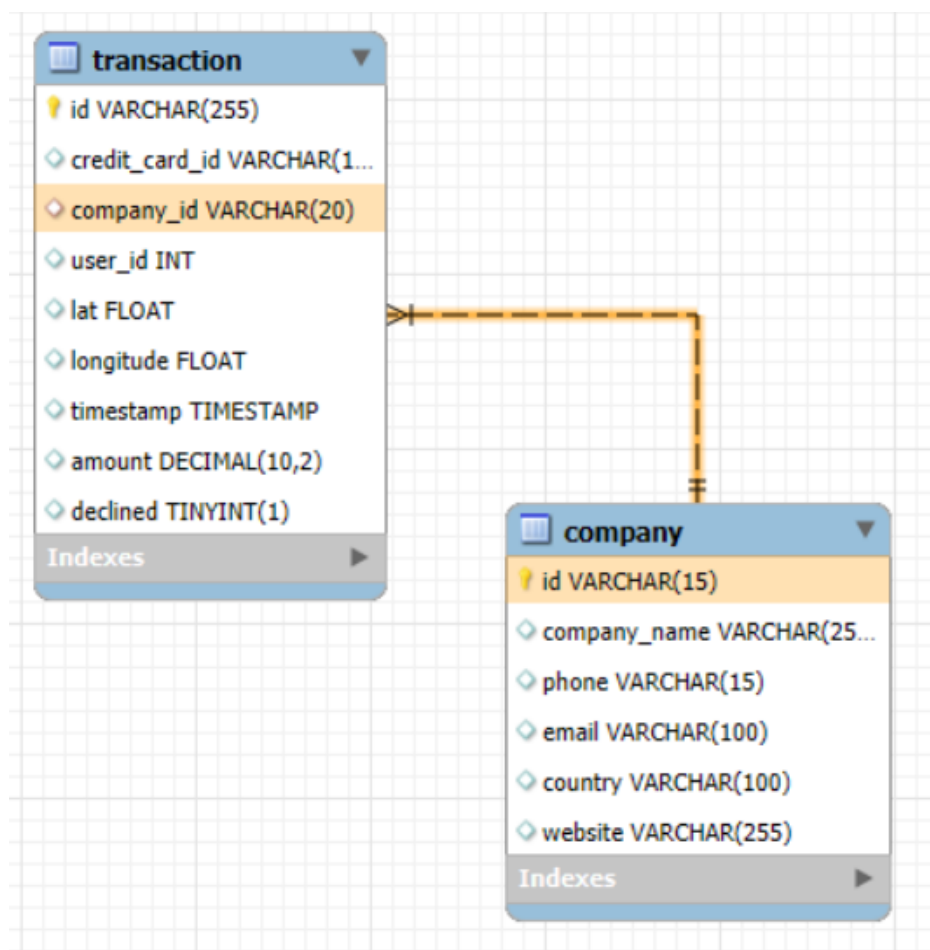 transaction
id VARCHAR(255)
credit_card_id VARCHAR(1...
company_id VARCHAR(20)
user_id INT
lat FLOAT
longitude FLOAT
timestamp TIMESTAMP
amount DECIMAL(10,2)
declined TINYINT(1)
Indexes
company
id VARCHAR(15)
company_name VARCHAR(25...
phone VARCHAR(15)
email VARCHAR(100)
country VARCHAR(100)
website VARCHAR(255)
Indexes